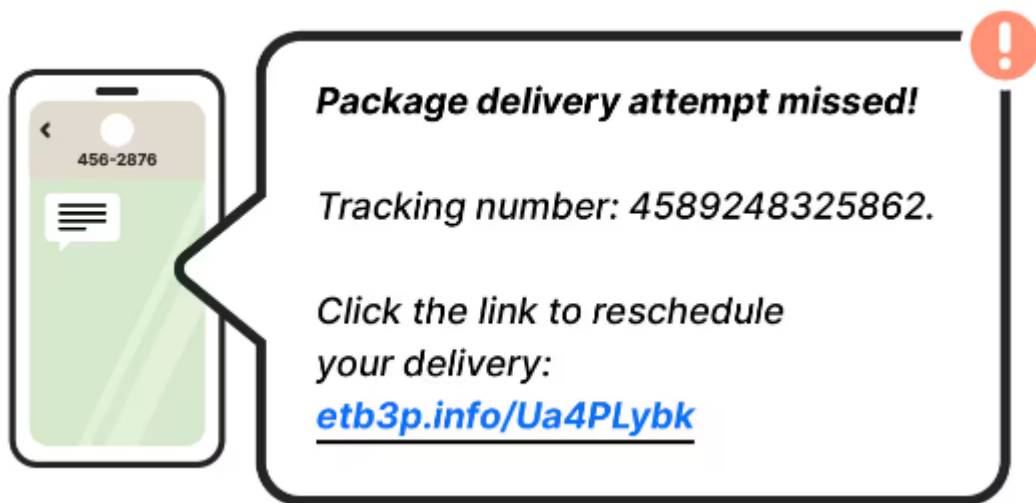 456-2876
Package delivery attempt missed!
Tracking number: 4589248325862.
Click the link to reschedule
your delivery:
etb3p.info/Ua4PLybk